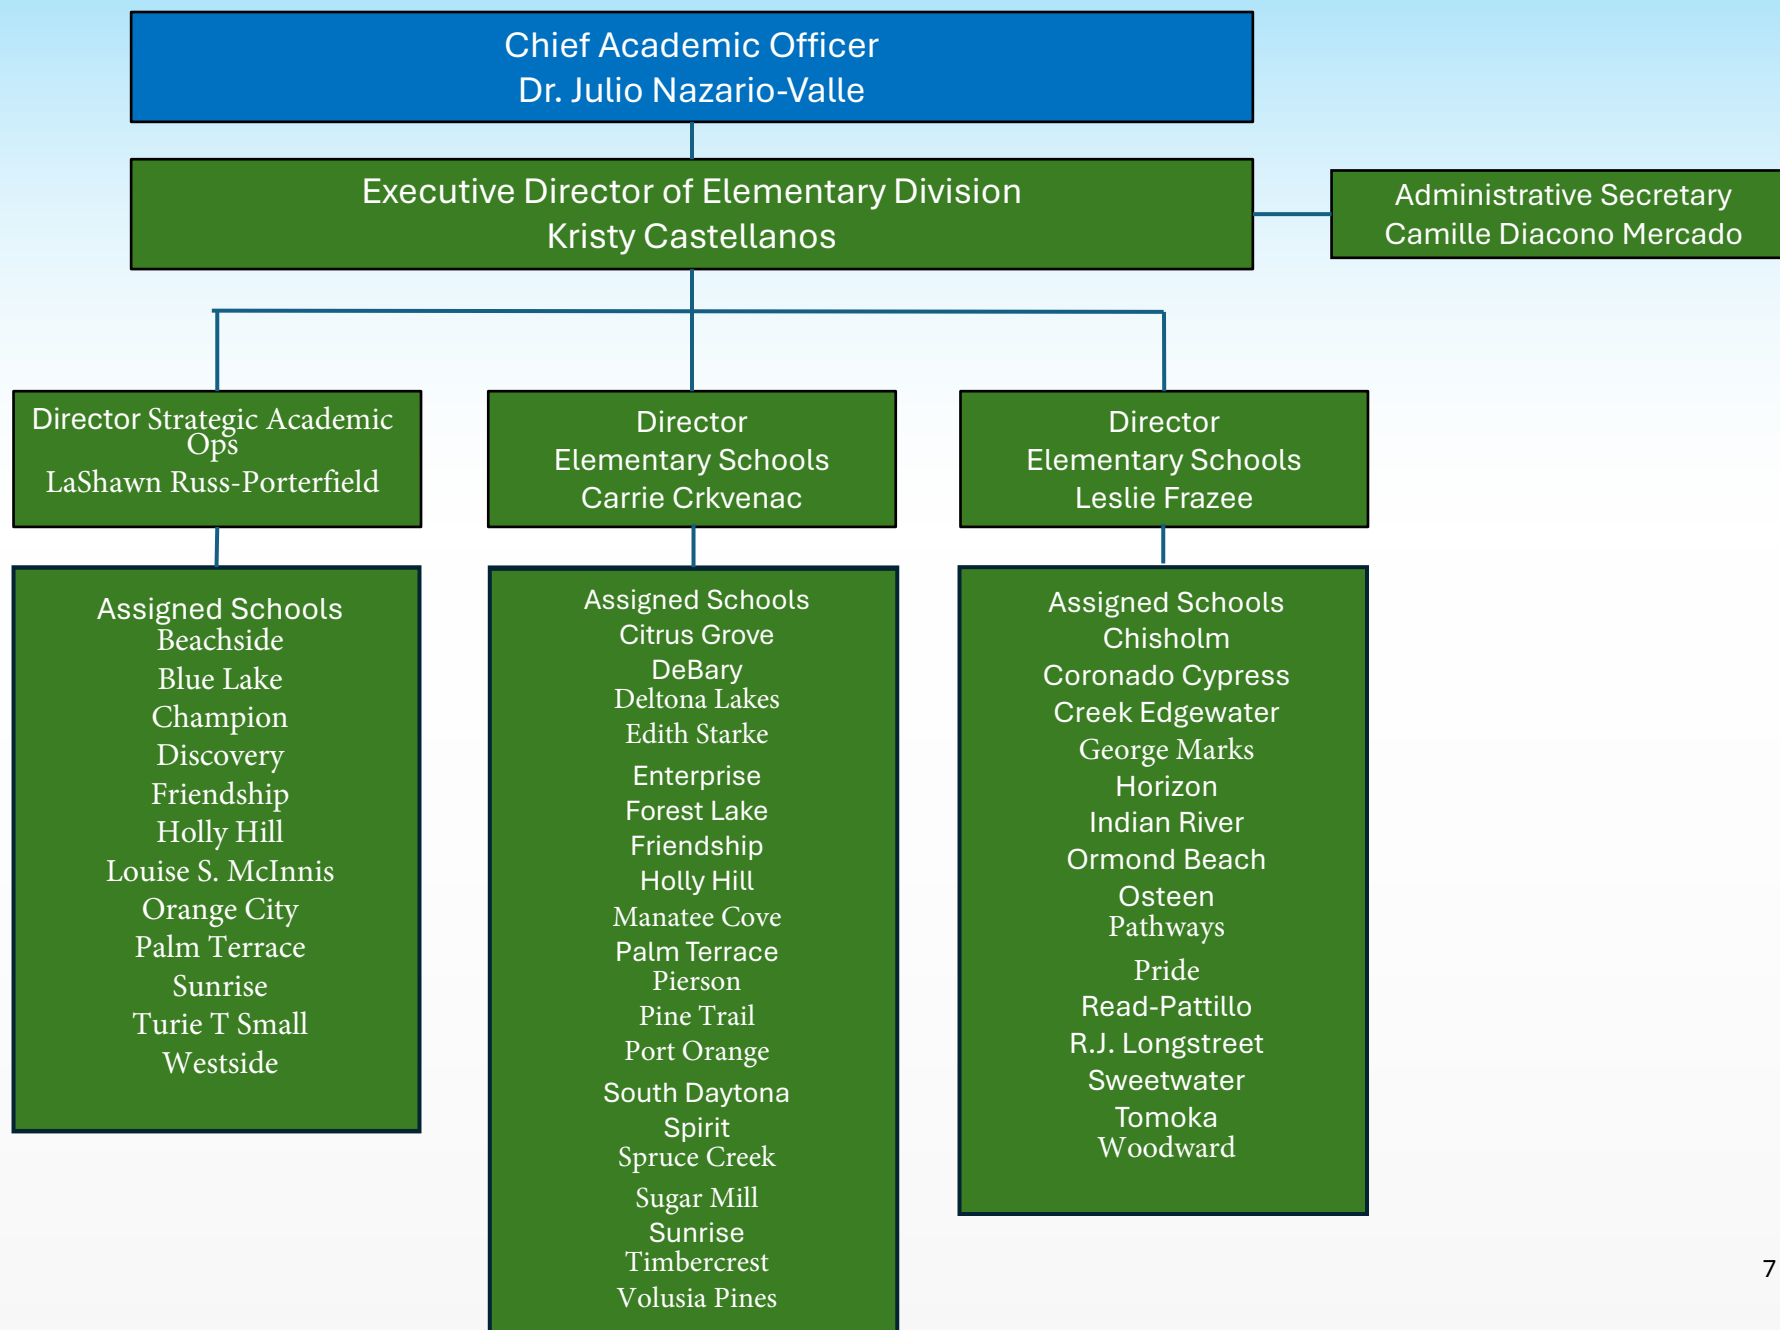 Chief Academic Officer
Dr. Julio Nazario-Valle
Executive Director of Elementary Division
Kristy Castellanos
Administrative Secretary
Camille Diacono Mercado
Director Strategic Academic
Ops
LaShawn Russ-Porterfield
Director
Elementary Schools
Carrie Crkvenac
Director
Elementary Schools
Leslie Frazee
Assigned Schools
Beachside
Blue Lake
Champion
Discovery
Friendship
Holly Hill
Louise S. McInnis
Orange City
Palm Terrace
Sunrise
Turie T Small
Westside
Assigned Schools
Citrus Grove
DeBary
Deltona Lakes
Edith Starke
Enterprise
Forest Lake
Friendship
Holly Hill
Manatee Cove
Palm Terrace
Pierson
Pine Trail
Port Orange
South Daytona
Spirit
Spruce Creek
Sugar Mill
Sunrise
Timbercrest
Volusia Pines
Assigned Schools
Chisholm
Coronado Cypress
Creek Edgewater
George Marks
Horizon
Indian River
Ormond Beach
Osteen
Pathways
Pride
Read-Pattillo
R.J. Longstreet
Sweetwater
Tomoka
Woodward
7